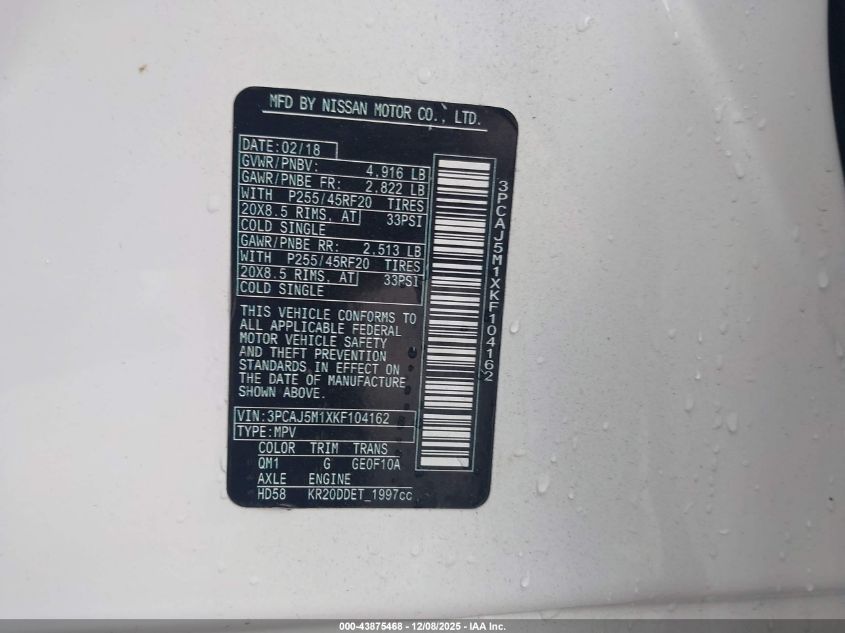 MFD BY NISSAN MOTOR CO., LTD.
DATE: 02/18
GVWR/PNBV: 4,916 LB
GAWR/PNBE FR: 2,822 LB
WITH P255/45RF20 TIRES
20X8.5 RIMS, AT 33PSI
COLD SINGLE
GAWR/PNBE RR: 2,513 LB
WITH P255/45RF20 TIRES
20X8.5 RIMS, AT 33PSI
COLD SINGLE
THIS VEHICLE CONFORMS TO
ALL APPLICABLE FEDERAL
MOTOR VEHICLE SAFETY
AND THEFT PREVENTION
STANDARDS IN EFFECT ON
THE DATE OF MANUFACTURE
SHOWN ABOVE.
VIN: 3PCAJ5M1XKF104162
TYPE: MPV
COLOR TRIM TRANS
QM1 G GE0F10A
AXLE ENGINE
HD58 KR20DDET_1997cc
3PCAJ5M1XKF104162
000-43875468 - 12/08/2025 - IAA Inc.